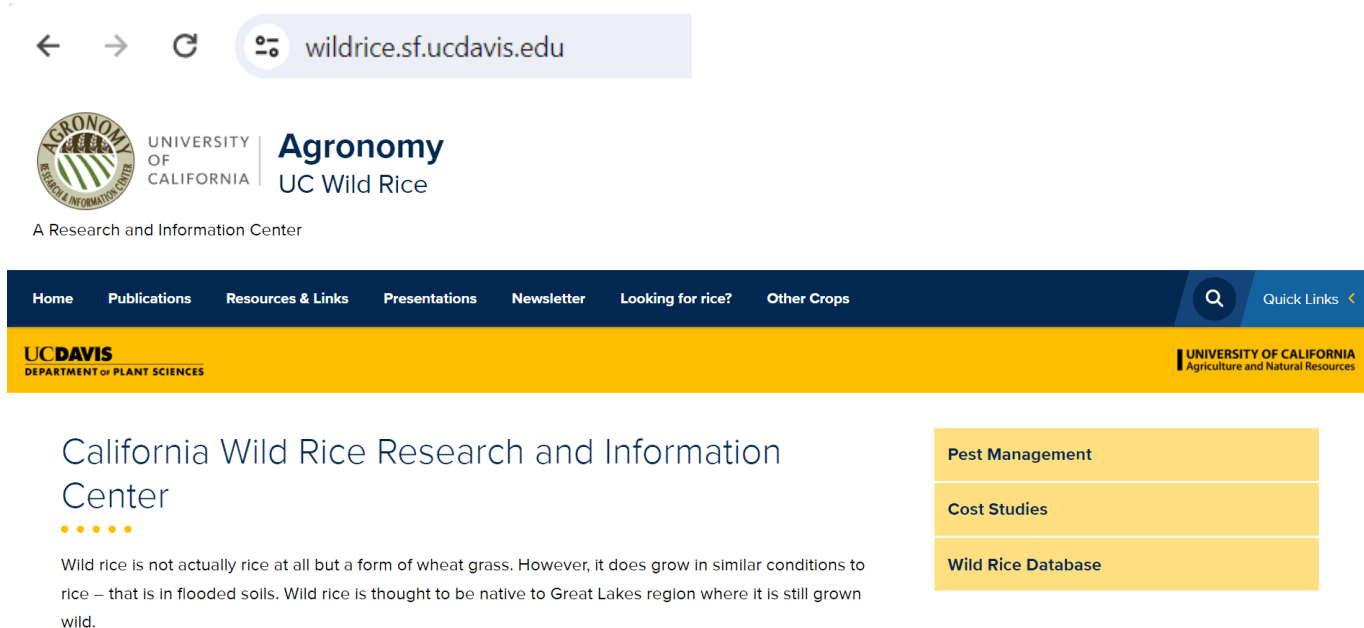 wildrice.sf.ucdavis.edu
AGRONOMY
RESEARCH & INFORMATION CENTER
UNIVERSITY
OF
CALIFORNIA
Agronomy
UC Wild Rice
A Research and Information Center
Home Publications Resources & Links Presentations Newsletter Looking for rice? Other Crops Quick Links
UCDAVIS
DEPARTMENT OF PLANT SCIENCES
UNIVERSITY OF CALIFORNIA
Agriculture and Natural Resources
California Wild Rice Research and Information
Center
Wild rice is not actually rice at all but a form of wheat grass. However, it does grow in similar conditions to
rice – that is in flooded soils. Wild rice is thought to be native to Great Lakes region where it is still grown
wild.
Pest Management
Cost Studies
Wild Rice Database